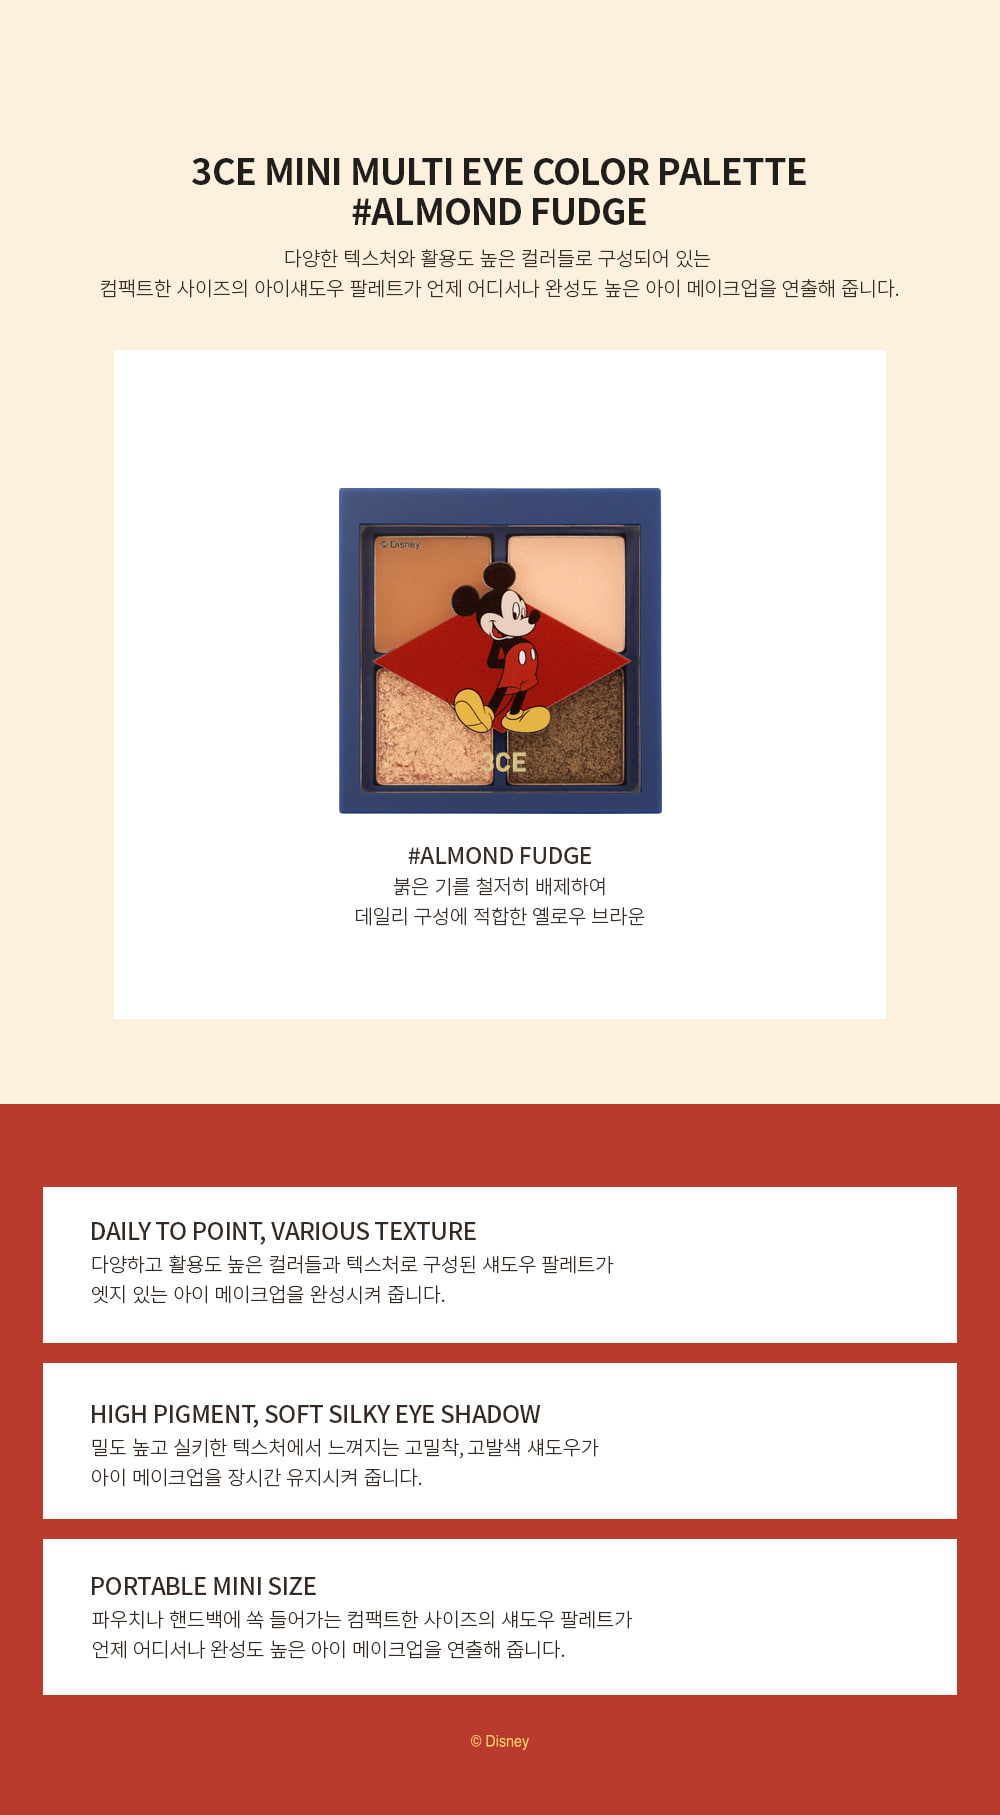 3CE MINI MULTI EYE COLOR PALETTE
#ALMOND FUDGE
다양한 텍스처와 활용도 높은 컬러들로 구성되어 있는
컴팩트한 사이즈의 아이섀도우 팔레트가 언제 어디서나 완성도 높은 아이 메이크업을 연출해 줍니다.
© Disney
3CE
#ALMOND FUDGE
붉은 기를 철저히 배제하여
데일리 구성에 적합한 옐로우 브라운
DAILY TO POINT, VARIOUS TEXTURE
다양하고 활용도 높은 컬러들과 텍스처로 구성된 섀도우 팔레트가
엣지 있는 아이 메이크업을 완성시켜 줍니다.
HIGH PIGMENT, SOFT SILKY EYE SHADOW
밀도 높고 실키한 텍스처에서 느껴지는 고밀착, 고발색 섀도우가
아이 메이크업을 장시간 유지시켜 줍니다.
PORTABLE MINI SIZE
파우치나 핸드백에 쏙 들어가는 컴팩트한 사이즈의 섀도우 팔레트가
언제 어디서나 완성도 높은 아이 메이크업을 연출해 줍니다.
© Disney